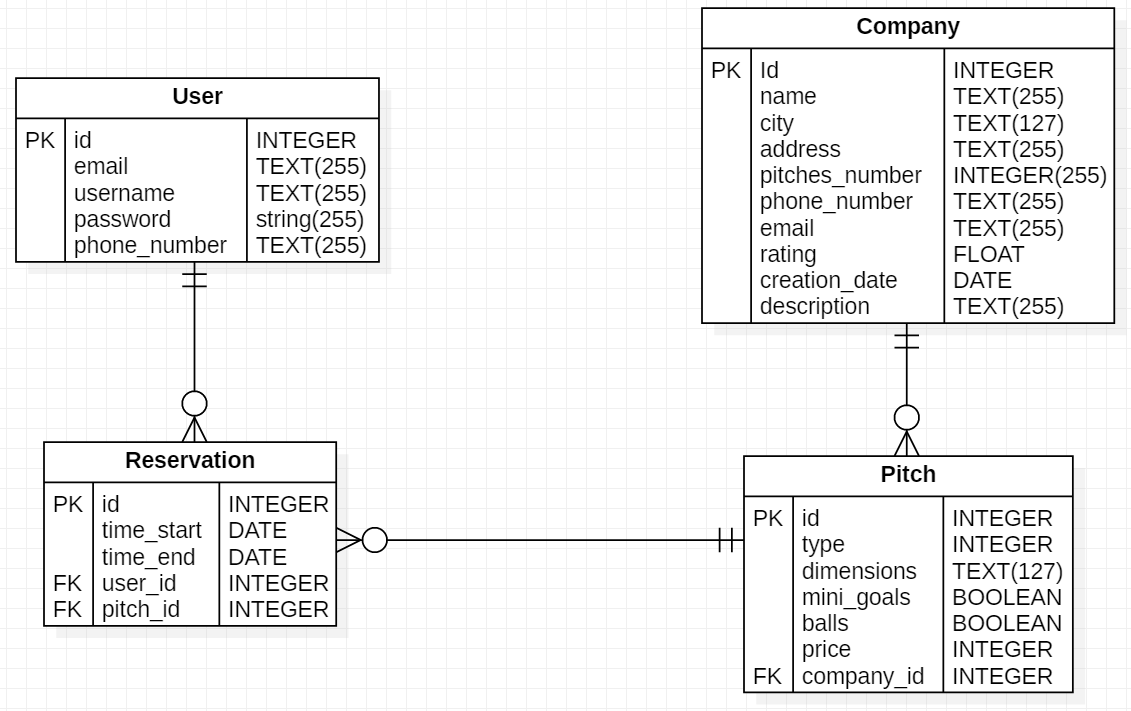 User
PK id INTEGER
email TEXT(255)
username TEXT(255)
password string(255)
phone_number TEXT(255)
Company
PK Id INTEGER
name TEXT(255)
city TEXT(127)
address TEXT(255)
pitches_number INTEGER(255)
phone_number TEXT(255)
email TEXT(255)
rating FLOAT
creation_date DATE
description TEXT(255)
Reservation
PK id INTEGER
time_start DATE
time_end DATE
FK user_id INTEGER
FK pitch_id INTEGER
Pitch
PK id INTEGER
type INTEGER
dimensions TEXT(127)
mini_goals BOOLEAN
balls BOOLEAN
price INTEGER
FK company_id INTEGER